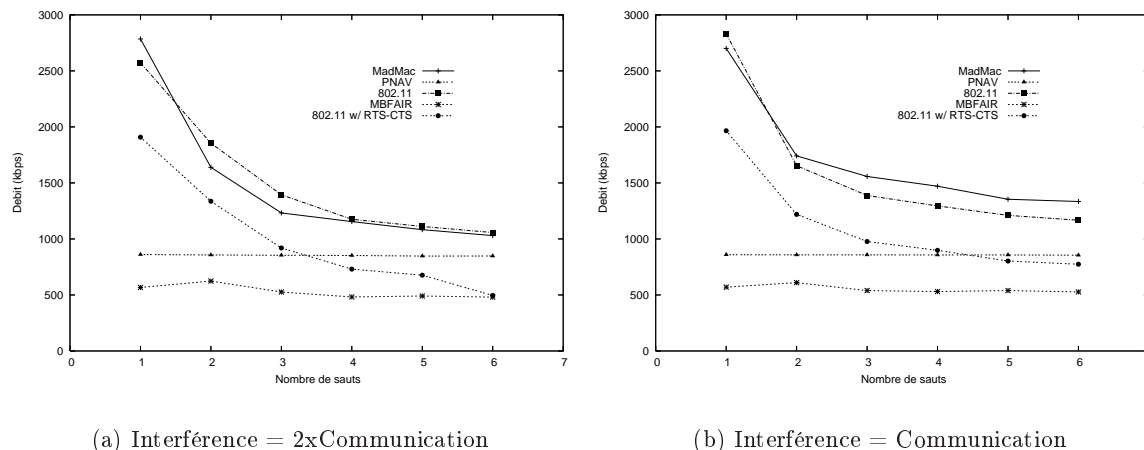 3000
2500
2000
1500
1000
500
0
Debit (kbps)
MadMac
PNAV
802.11
MBFAIR
802.11 w/ RTS-CTS
0 1 2 3 4 5 6 7
Nombre de sauts
(a) Interférence = 2xCommunication
3000
2500
2000
1500
1000
500
0
Debit (kbps)
MadMac
PNAV
802.11
MBFAIR
802.11 w/ RTS-CTS
0 1 2 3 4 5 6
Nombre de sauts
(b) Interférence = Communication